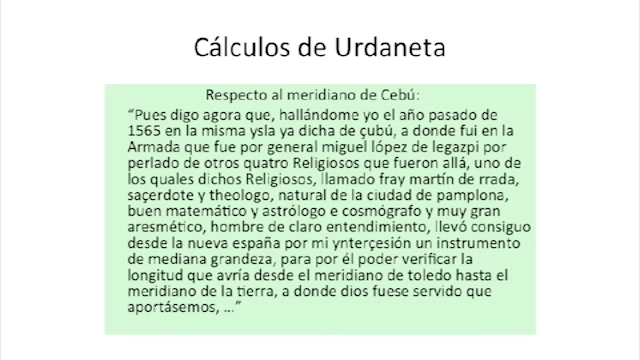 Cálculos de Urdaneta
Respecto al meridiano de Cebú:
“Pues digo agora que, hallándome yo el año pasado de
1565 en la misma ysla ya dicha de çubú, a donde fui en la
Armada que fue por general miguel lópez de legazpi por
perlado de otros quatro Religiosos que fueron allá, uno de
los quales dichos Religiosos, llamado fray martín de rrada,
saçerdote y theologo, natural de la ciudad de pamplona,
buen matemático y astrólogo e cosmógrafo y muy gran
aresmético, hombre de claro entendimiento, llevó consiguo
desde la nueva españa por mi ynterçesión un instrumento
de mediana grandeza, para por él poder verificar la
longitud que avría desde el meridiano de toledo hasta el
meridiano de la tierra, a donde dios fuese servido que
aportásemos, ...”